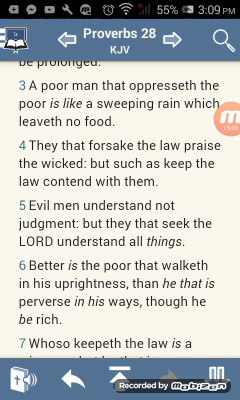 55% 3:09 PM
Proverbs 28
KJV
be prolonged.
3 A poor man that oppresseth the
poor is like a sweeping rain which
leaveth no food.
15:03
4 They that forsake the law praise
the wicked: but such as keep the
law contend with them.
5 Evil men understand not
judgment: but they that seek the
LORD understand all things.
6 Better is the poor that walketh
in his uprightness, than he that is
perverse in his ways, though he
be rich.
7 Whoso keepeth the law is a
Recorded by Mobizen